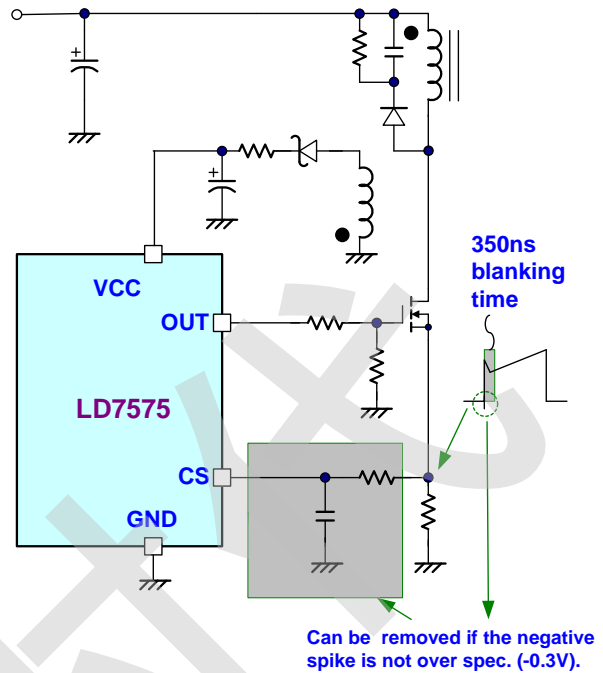 VCC
OUT
LD7575
CS
GND
350ns
blanking
time
+
+
Can be removed if the negative
spike is not over spec. (-0.3V).